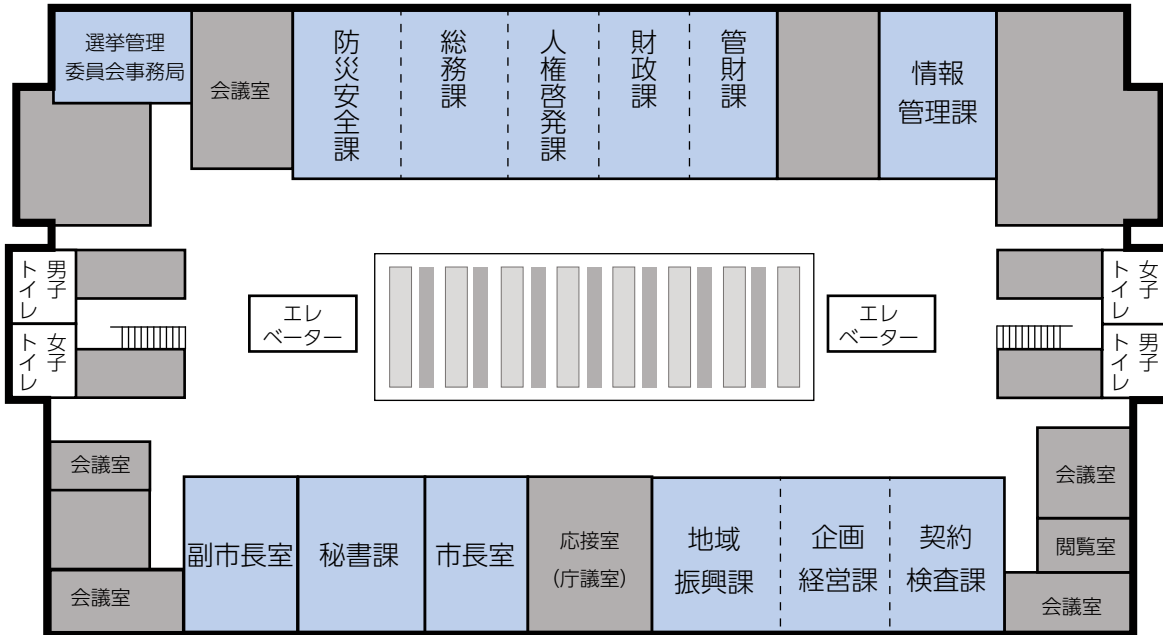 選挙管理
委員会事務局
会議室
防災安全課
総務課
人権啓発課
財政課
管財課
情報
管理課
男子
トイレ
女子
トイレ
エレ
ベーター
エレ
ベーター
女子
トイレ
男子
トイレ
会議室
会議室
副市長室
秘書課
市長室
応接室
(庁議室)
地域
振興課
企画
経営課
契約
検査課
会議室
閲覧室
会議室